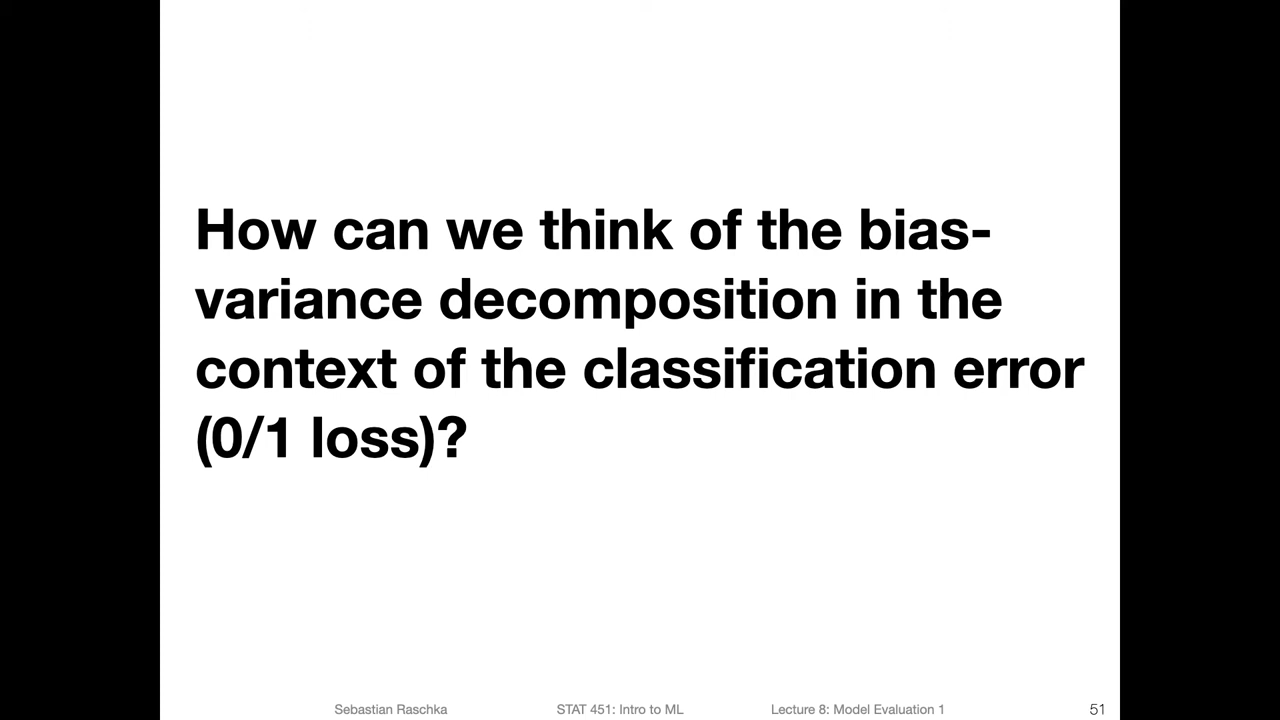 How can we think of the bias-
variance decomposition in the
context of the classification error
(0/1 loss)?
Sebastian Raschka STAT 451: Intro to ML Lecture 8: Model Evaluation 1 51